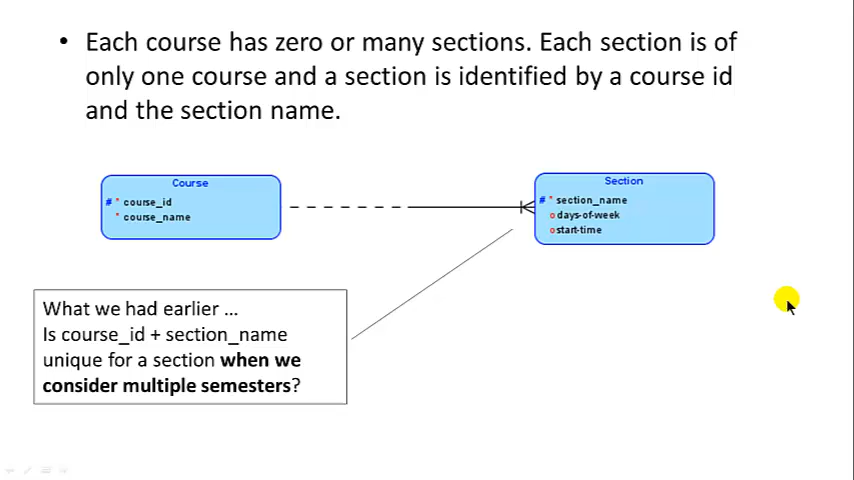 • Each course has zero or many sections. Each section is of
only one course and a section is identified by a course id
and the section name.
Course
# * course_id
* course_name
Section
# * section_name
o days-of-week
o start-time
What we had earlier ...
Is course_id + section_name
unique for a section when we
consider multiple semesters?